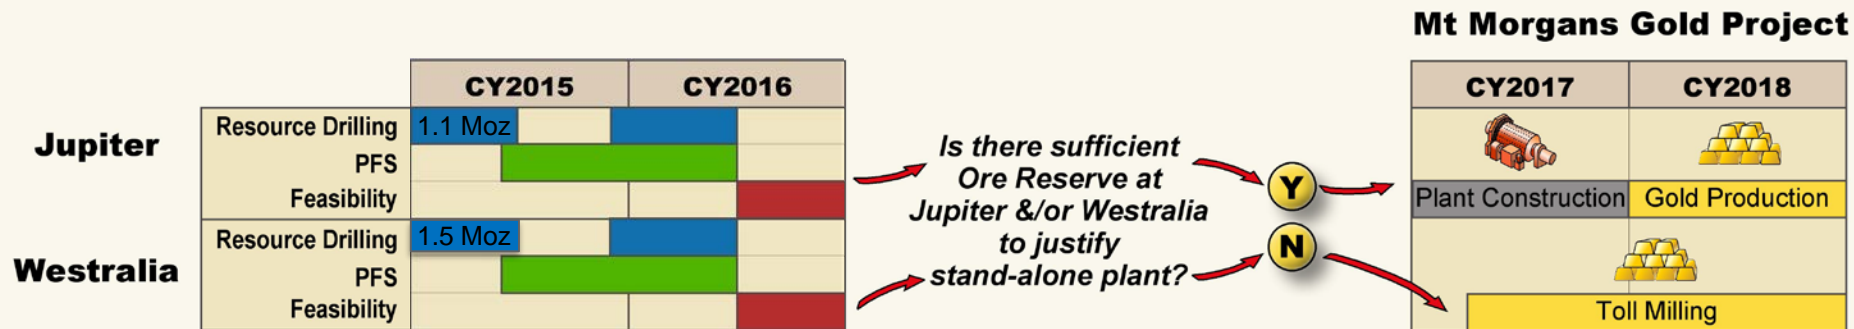 Mt Morgans Gold Project
CY2015 CY2016
CY2017 CY2018
Jupiter
Resource Drilling 1.1 Moz
PFS
Feasibility
Westralia
Resource Drilling 1.5 Moz
PFS
Feasibility
Is there sufficient
Ore Reserve at
Jupiter &/or Westralia
to justify
stand-alone plant?
Y
N
Plant Construction Gold Production
Toll Milling